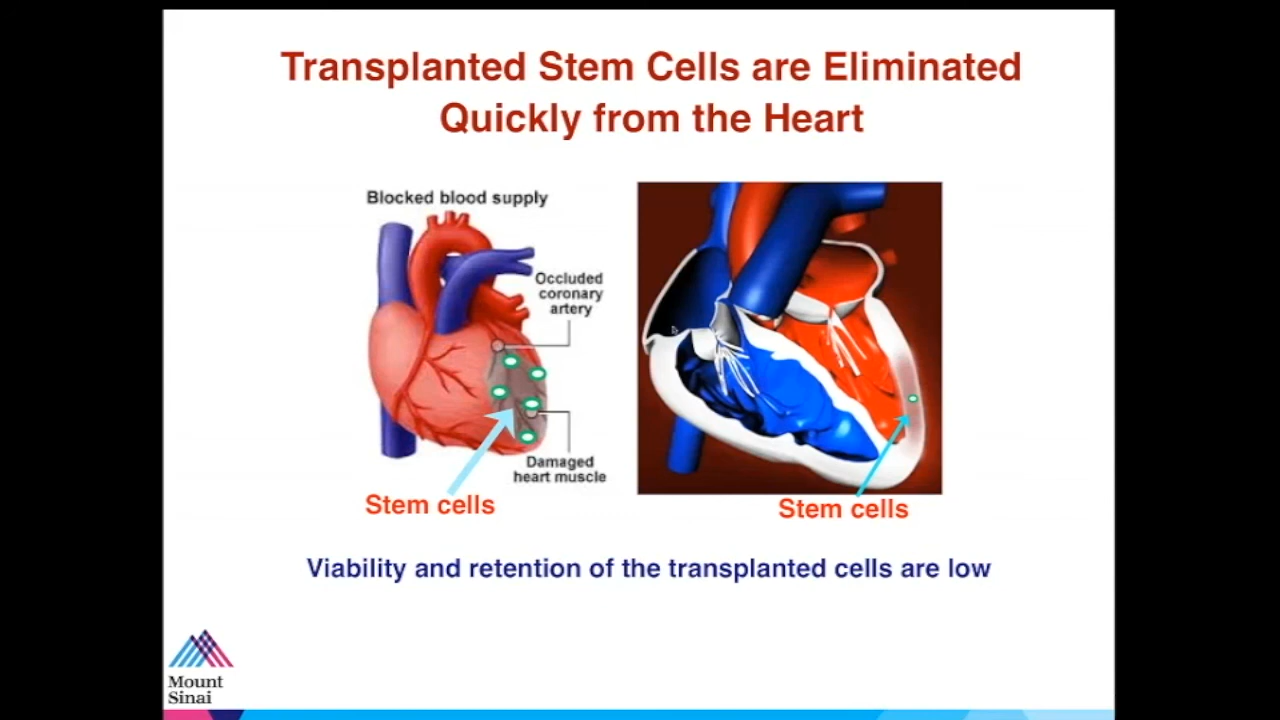 Transplanted Stem Cells are Eliminated
Quickly from the Heart
Blocked blood supply
Occluded
coronary
artery
Damaged
heart muscle
Stem cells
Stem cells
Viability and retention of the transplanted cells are low
Mount
Sinai